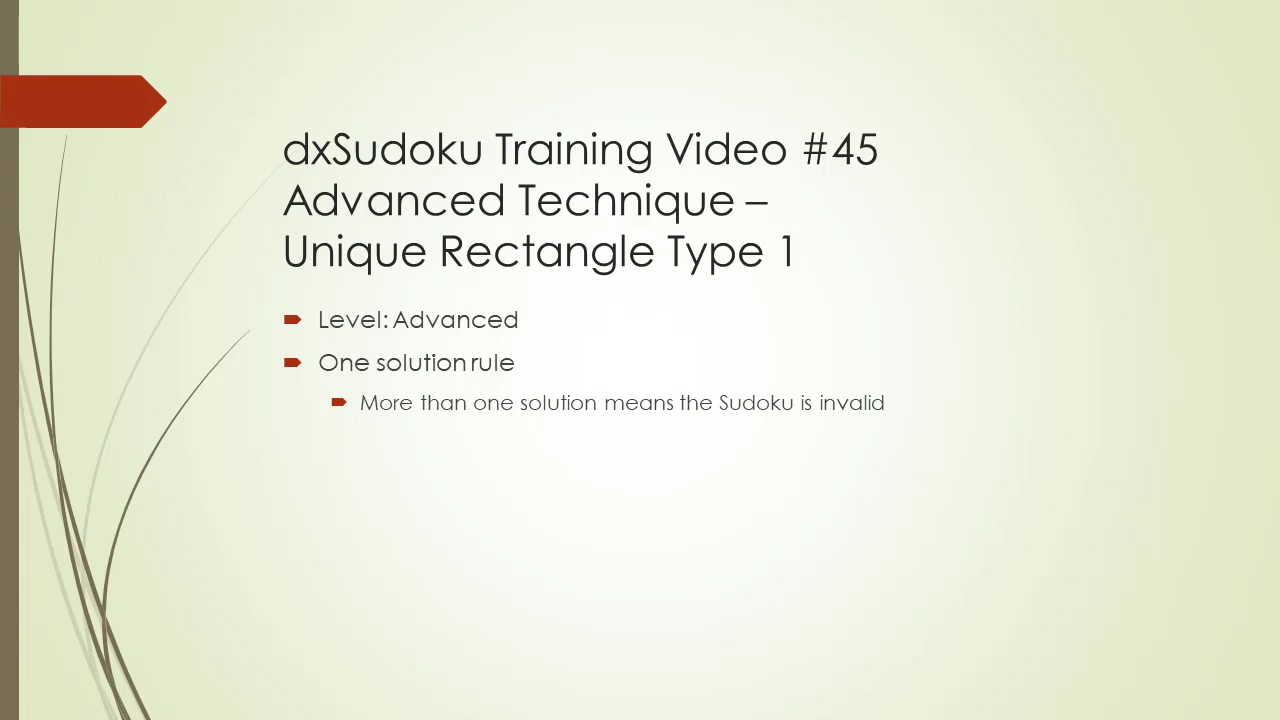 dxSudoku Training Video #45
Advanced Technique –
Unique Rectangle Type 1
Level: Advanced
One solution rule
More than one solution means the Sudoku is invalid